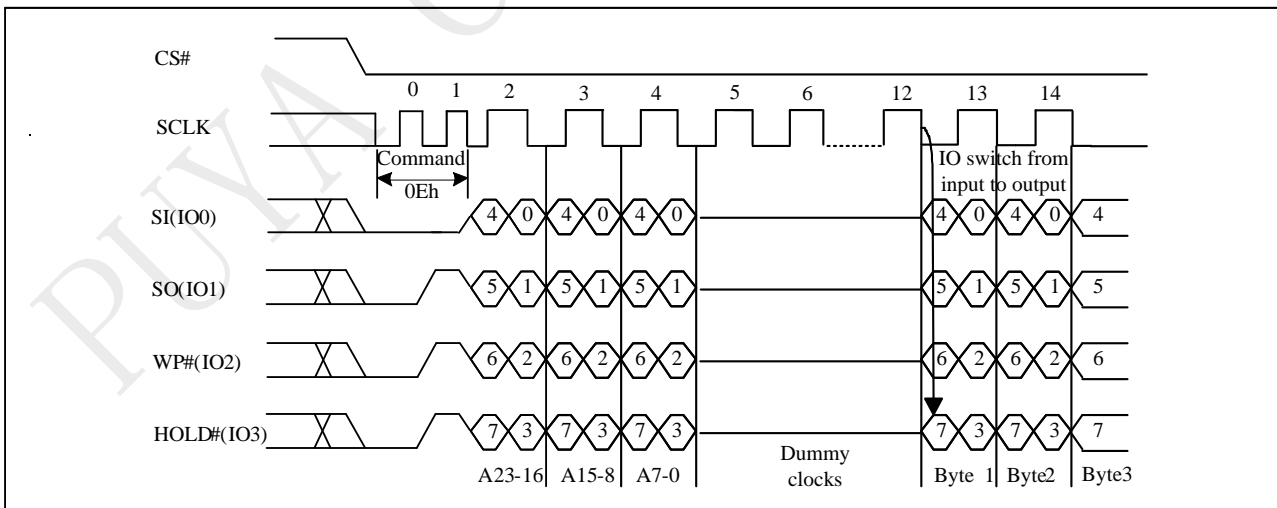 PUYA
CS#
0 1 2 3 4 5 6 12 13 14
SCLK
Command
0Eh
IO switch from
input to output
SI(IO0) 4 0 4 0 4 0 4 0 4 0 4
SO(IO1) 5 1 5 1 5 1 5 1 5 1 5
WP#(IO2) 6 2 6 2 6 2 6 2 6 2 6
HOLD#(IO3) 7 3 7 3 7 3 7 3 7 3 7
A23-16 A15-8 A7-0 Dummy
clocks Byte 1 Byte2 Byte3